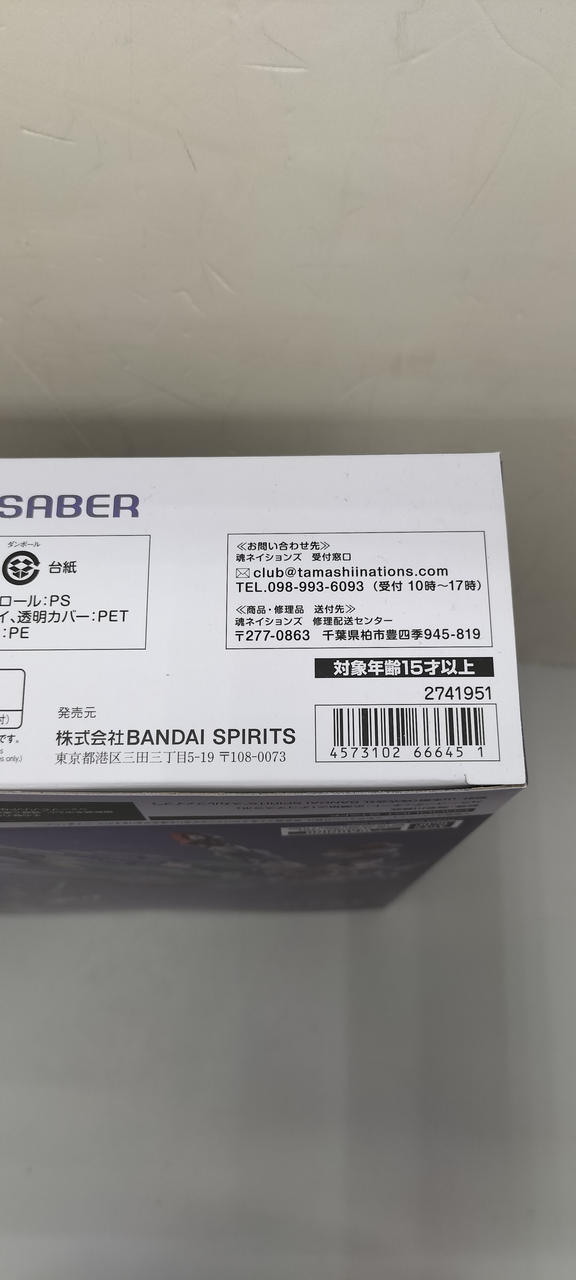 SABER
ダンボール
台紙
ロール:PS
イ、透明カバー:PET
:PE
≪お問い合わせ先≫
魂ネイションズ 受付窓口
club@tamashiinations.com
TEL.098-993-6093（受付 10時〜17時）
≪商品・修理品 送付先≫
魂ネイションズ 修理配送センター
〒277-0863 千葉県柏市豊四季945-819
対象年齢15才以上
2741951
付）
です。
es only.)
発売元
株式会社BANDAI SPIRITS
東京都港区三田三丁目5-19 〒108-0073
4573102 666451